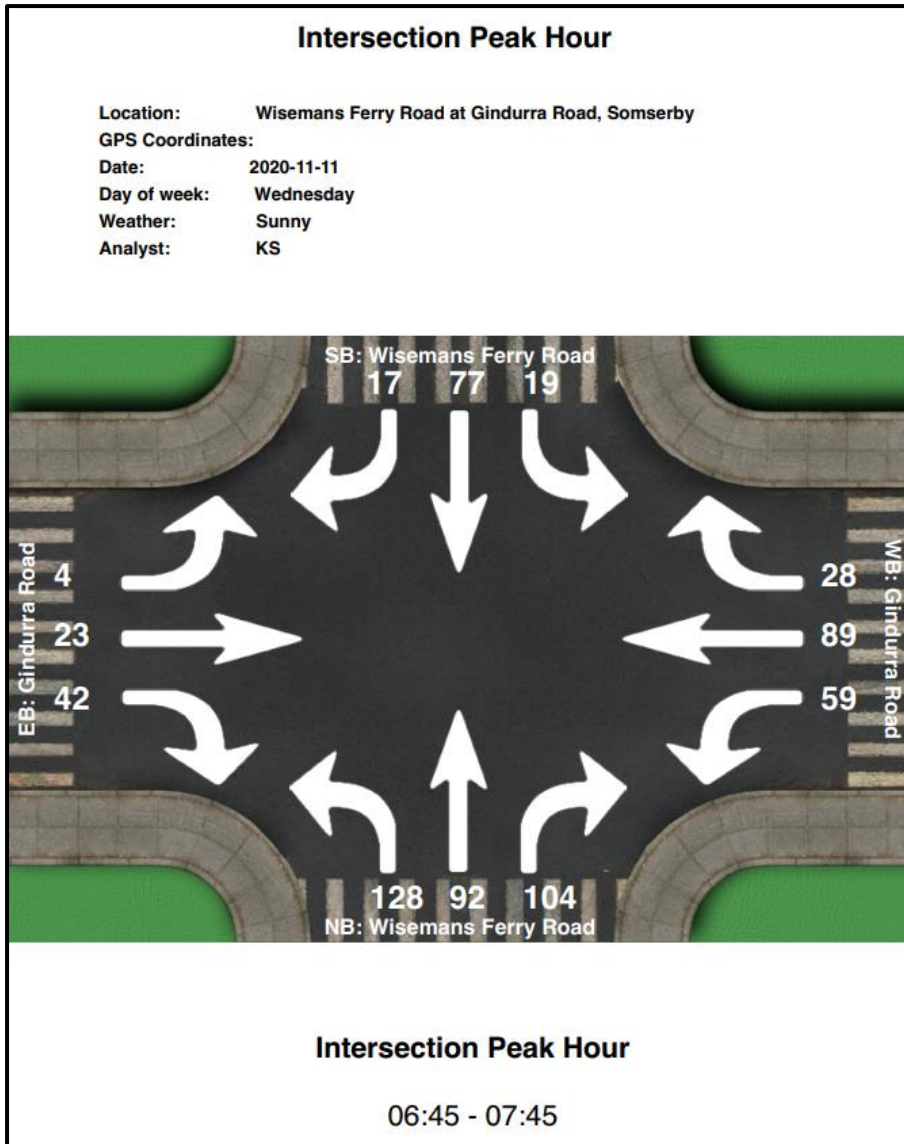 Intersection Peak Hour
Location: Wisemans Ferry Road at Gindurra Road, Somserby
GPS Coordinates:
Date: 2020-11-11
Day of week: Wednesday
Weather: Sunny
Analyst: KS
SB: Wisemans Ferry Road
17 77 19
EB: Gindurra Road
4
23
42
28
89
59
WB: Gindurra Road
128 92 104
NB: Wisemans Ferry Road
Intersection Peak Hour
06:45 - 07:45